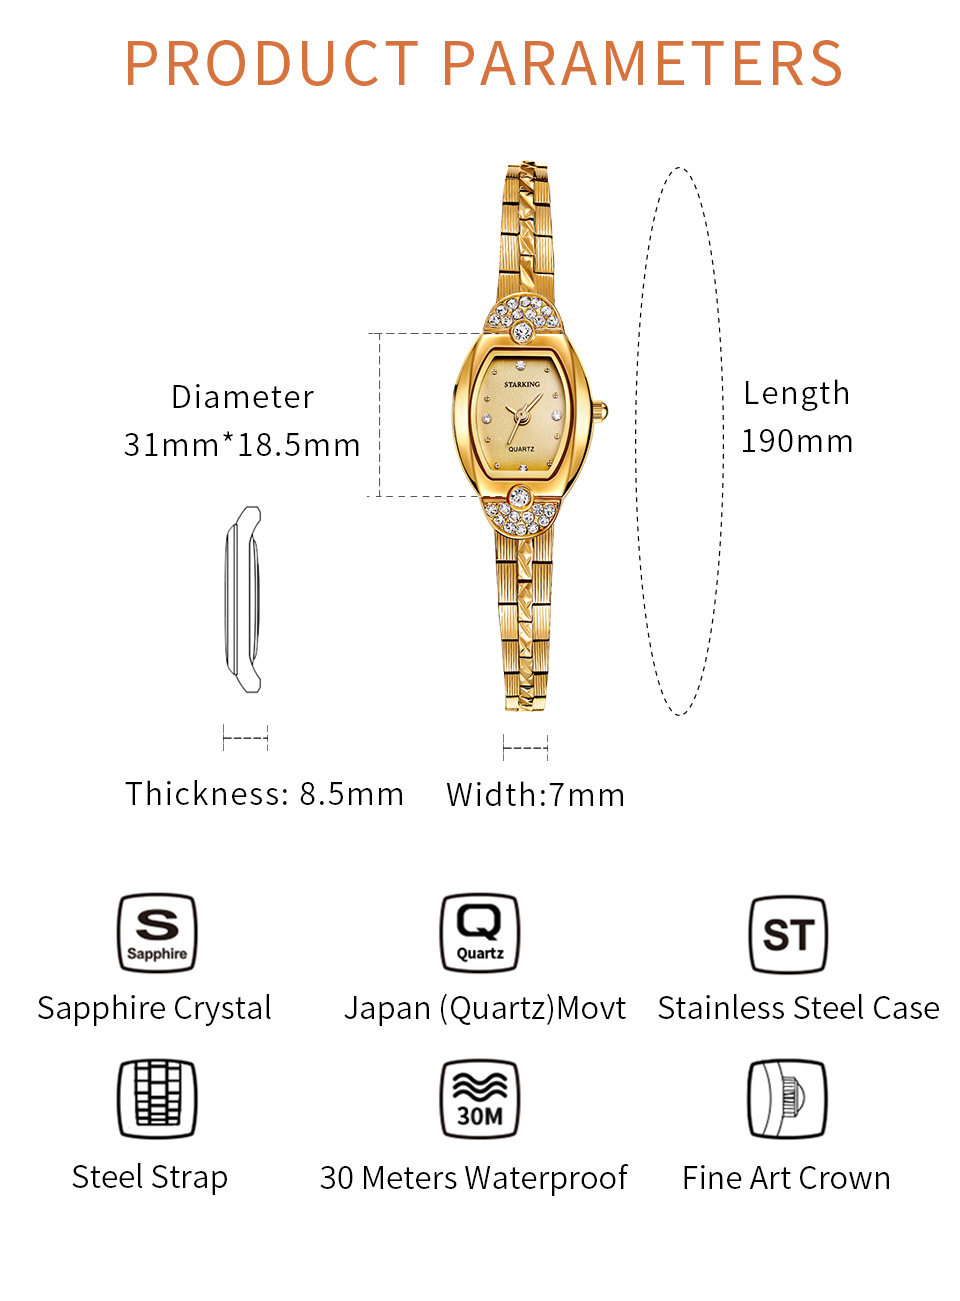 PRODUCT PARAMETERS
STARKING
QUARTZ
Diameter
31mm*18.5mm
Length
190mm
Thickness: 8.5mm
Width:7mm
S
Sapphire
Q
Quartz
ST
Sapphire Crystal
Japan (Quartz)Movt
Stainless Steel Case
30M
Steel Strap
30 Meters Waterproof
Fine Art Crown